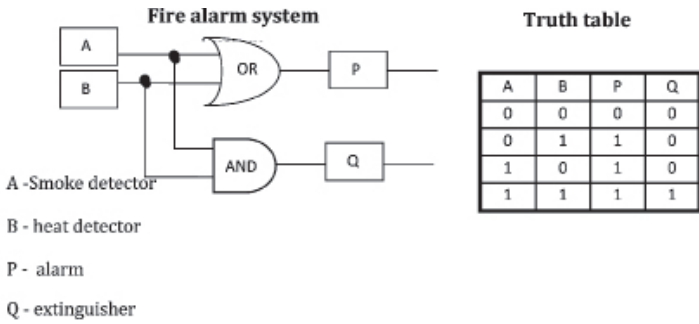 Fire alarm system
A
B
OR
P
AND
Q
A -Smoke detector
B - heat detector
P - alarm
Q - extinguisher
Truth table
A B P Q
0 0 0 0
0 1 1 0
1 0 1 0
1 1 1 1